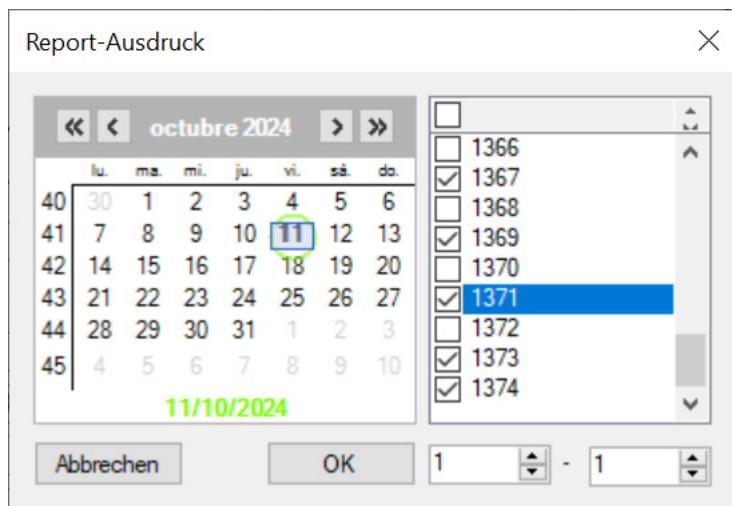 Report-Ausdruck
octubre 2024
lu. ma. mi. ju. vi. sá. do.
40 30 1 2 3 4 5 6
41 7 8 9 10 11 12 13
42 14 15 16 17 18 19 20
43 21 22 23 24 25 26 27
44 28 29 30 31 1 2 3
45 4 5 6 7 8 9 10
11/10/2024
1366
1367
1368
1369
1370
1371
1372
1373
1374
Abbrechen OK 1 - 1